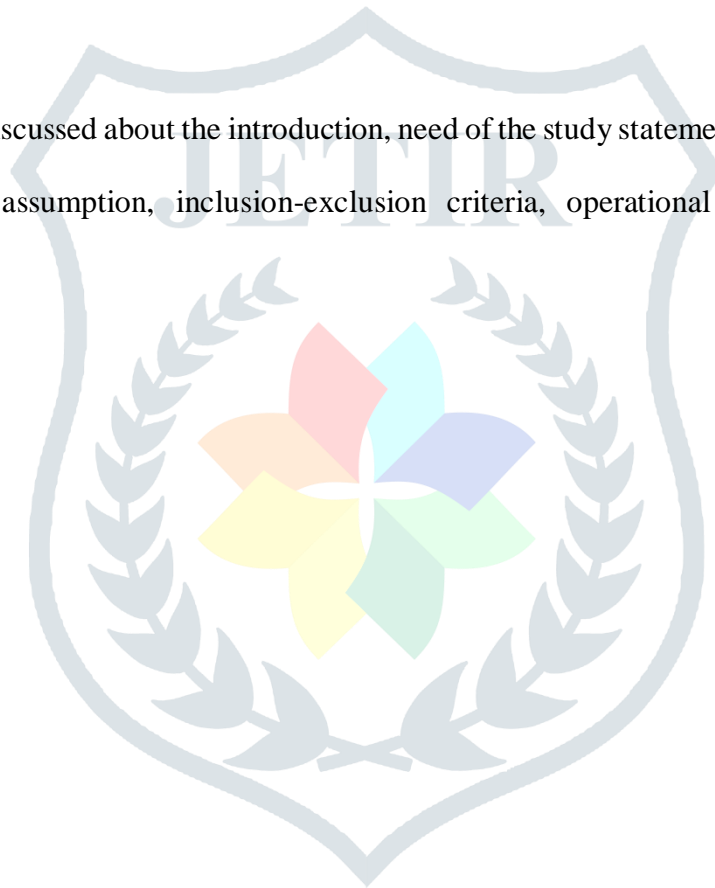 scussed about the introduction, need of the study stateme
JETIR
assumption, inclusion-exclusion criteria, operational